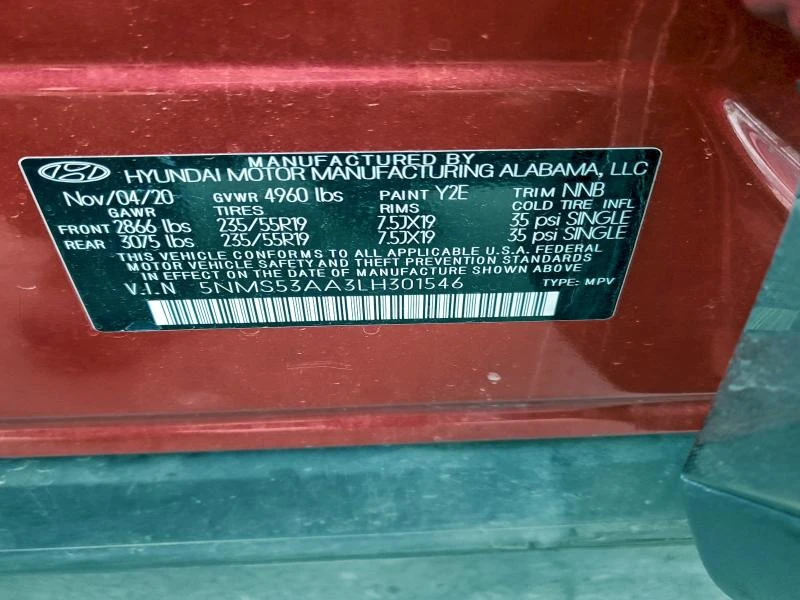 MANUFACTURED BY
HYUNDAI MOTOR MANUFACTURING ALABAMA, LLC
Nov/04/20 GVWR 4960 lbs PAINT Y2E TRIM NNB
GAWR TIRES RIMS COLD TIRE INFL
FRONT 2866 lbs 235/55R19 7.5JX19 35 psi SINGLE
REAR 3075 lbs 235/55R19 7.5JX19 35 psi SINGLE
THIS VEHICLE CONFORMS TO ALL APPLICABLE U.S.A. FEDERAL
MOTOR VEHICLE SAFETY AND THEFT PREVENTION STANDARDS
IN EFFECT ON THE DATE OF MANUFACTURE SHOWN ABOVE
V.I.N 5NMS53AA3LH301546 TYPE: MPV